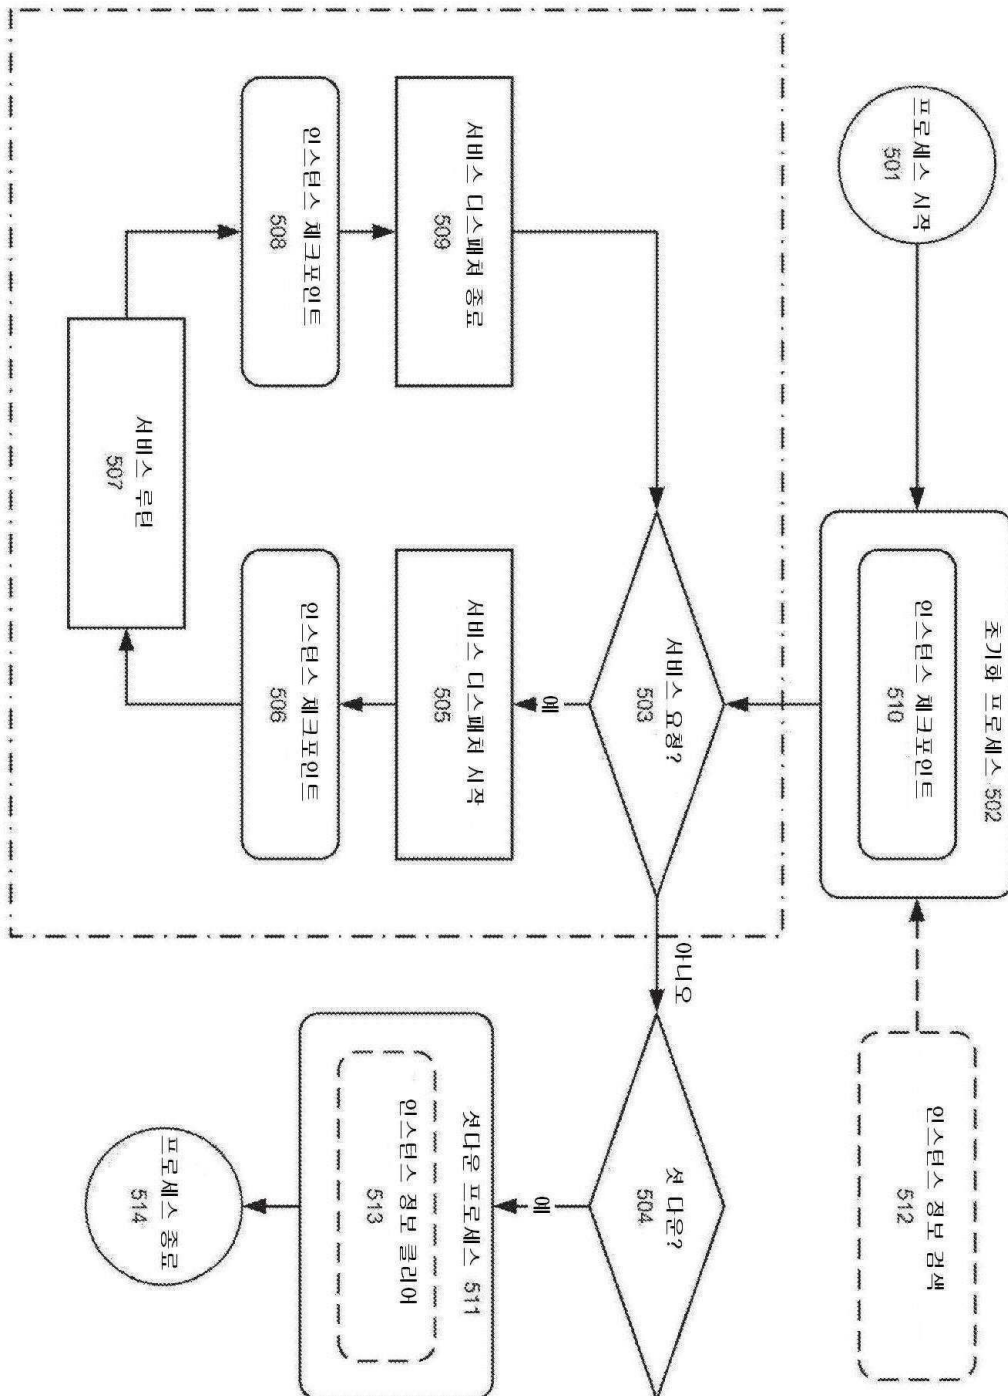 프로세스 시작
501
초기화 프로세스 502
인스턴스 체크포인트
510
인스턴스 정보 검색
512
서비스 요청?
503
아니오
셧 다운?
504
예
예
서비스 디스패처 종료
509
서비스 디스패처 시작
505
셧다운 프로세스 511
인스턴스 정보 클리어
513
인스턴스 체크포인트
508
인스턴스 체크포인트
506
서비스 루틴
507
프로세스 종료
514